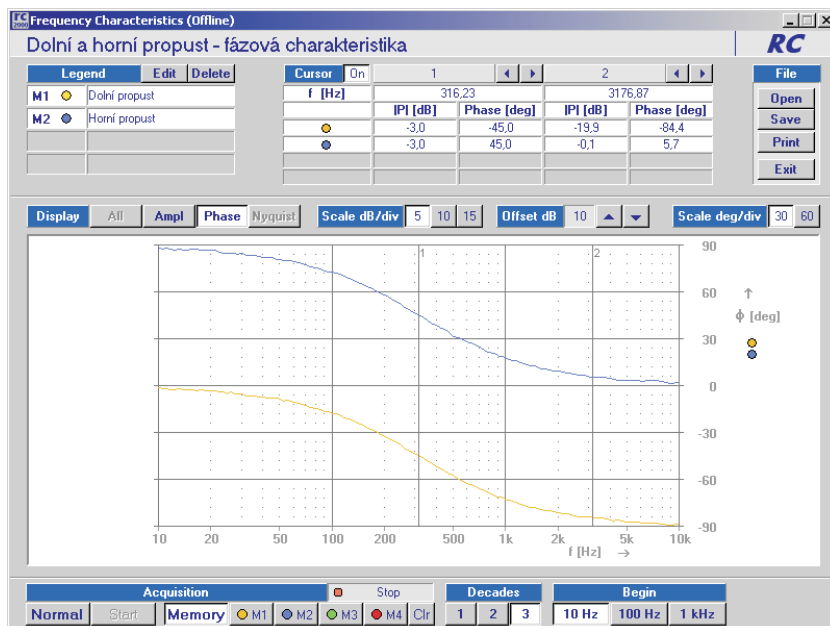 RC 2000 Frequency Characteristics (Offline)
Dolní a horní propust - fázová charakteristika
RC
Legend Edit Delete
M1 Dolní propust
M2 Horní propust
Cursor On 1 2
f [Hz] 316,23 3176,87
|P| [dB] Phase [deg] |P| [dB] Phase [deg]
-3,0 -45,0 -19,9 -84,4
-3,0 45,0 -0,1 5,7
File
Open
Save
Print
Exit
Display All Ampl Phase Nyquist Scale dB/div 5 10 15 Offset dB 10 Scale deg/div 30 60
1 2
90
60
↑
ϕ [deg]
30
0
-30
-60
-90
10 20 50 100 200 500 1k 2k 5k 10k
f [Hz] →
Acquisition Stop Decades Begin
Normal Start Memory M1 M2 M3 M4 Clr 1 2 3 10 Hz 100 Hz 1 kHz